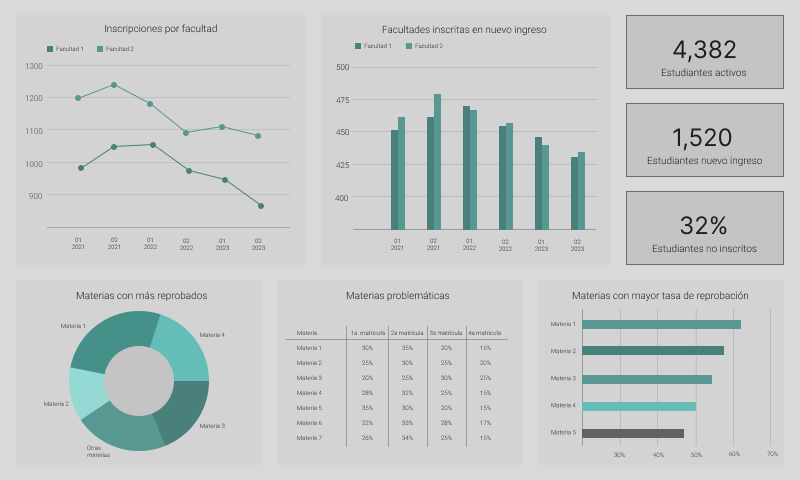 Inscripciones por facultad
Facultad 1 Facultad 2
1300
1200
1100
1000
900
01 02 01 02 01 02
2021 2021 2022 2022 2023 2023
Facultades inscritas en nuevo ingreso
Facultad 1 Facultad 2
500
475
450
425
400
01 02 01 02 01 02
2021 2021 2022 2022 2023 2023
4,382
Estudiantes activos
1,520
Estudiantes nuevo ingreso
32%
Estudiantes no inscritos
Materias con más reprobados
Materia 1
Materia 4
Materia 2
Materia 3
Otras
materias
Materias problemáticas
Materia 1a matrícula 2a matrícula 3a matrícula 4a matrícula
Materia 1 30% 35% 20% 15%
Materia 2 25% 30% 25% 20%
Materia 3 20% 25% 30% 25%
Materia 4 28% 32% 25% 15%
Materia 5 35% 30% 20% 15%
Materia 6 22% 33% 28% 17%
Materia 7 26% 34% 25% 15%
Materias con mayor tasa de reprobación
Materia 1
Materia 2
Materia 3
Materia 4
Materia 5
30% 40% 50% 60% 70%